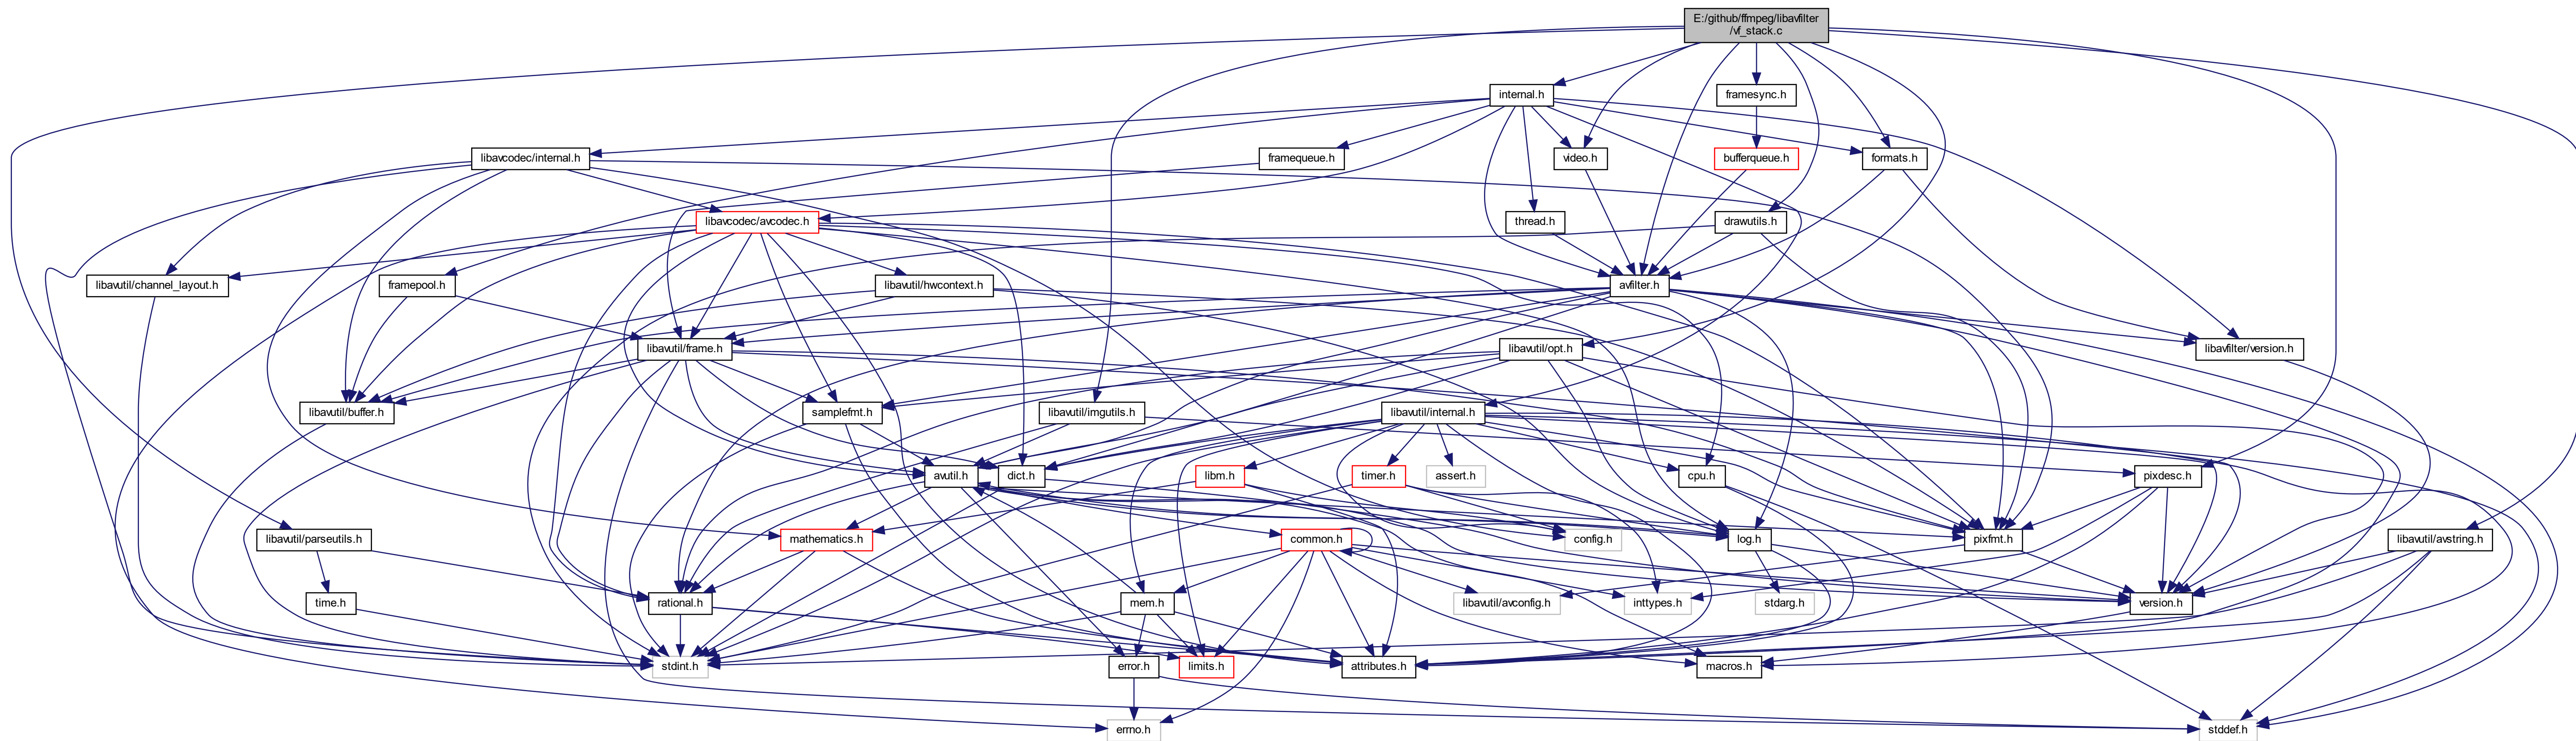 E:/github/ffmpeg/libavfilter
/vf_stack.c
internal.h
framesync.h
libavcodec/internal.h
framequeue.h
video.h
bufferqueue.h
formats.h
libavcodec/avcodec.h
thread.h
drawutils.h
libavutil/channel_layout.h
framepool.h
libavutil/hwcontext.h
avfilter.h
libavutil/frame.h
libavutil/opt.h
libavfilter/version.h
libavutil/buffer.h
samplefmt.h
libavutil/imgutils.h
libavutil/internal.h
avutil.h
dict.h
libm.h
timer.h
assert.h
cpu.h
pixdesc.h
libavutil/parseutils.h
mathematics.h
common.h
config.h
log.h
pixfmt.h
libavutil/avstring.h
time.h
rational.h
mem.h
libavutil/avconfig.h
inttypes.h
stdarg.h
version.h
stdint.h
error.h
limits.h
attributes.h
macros.h
errno.h
stddef.h